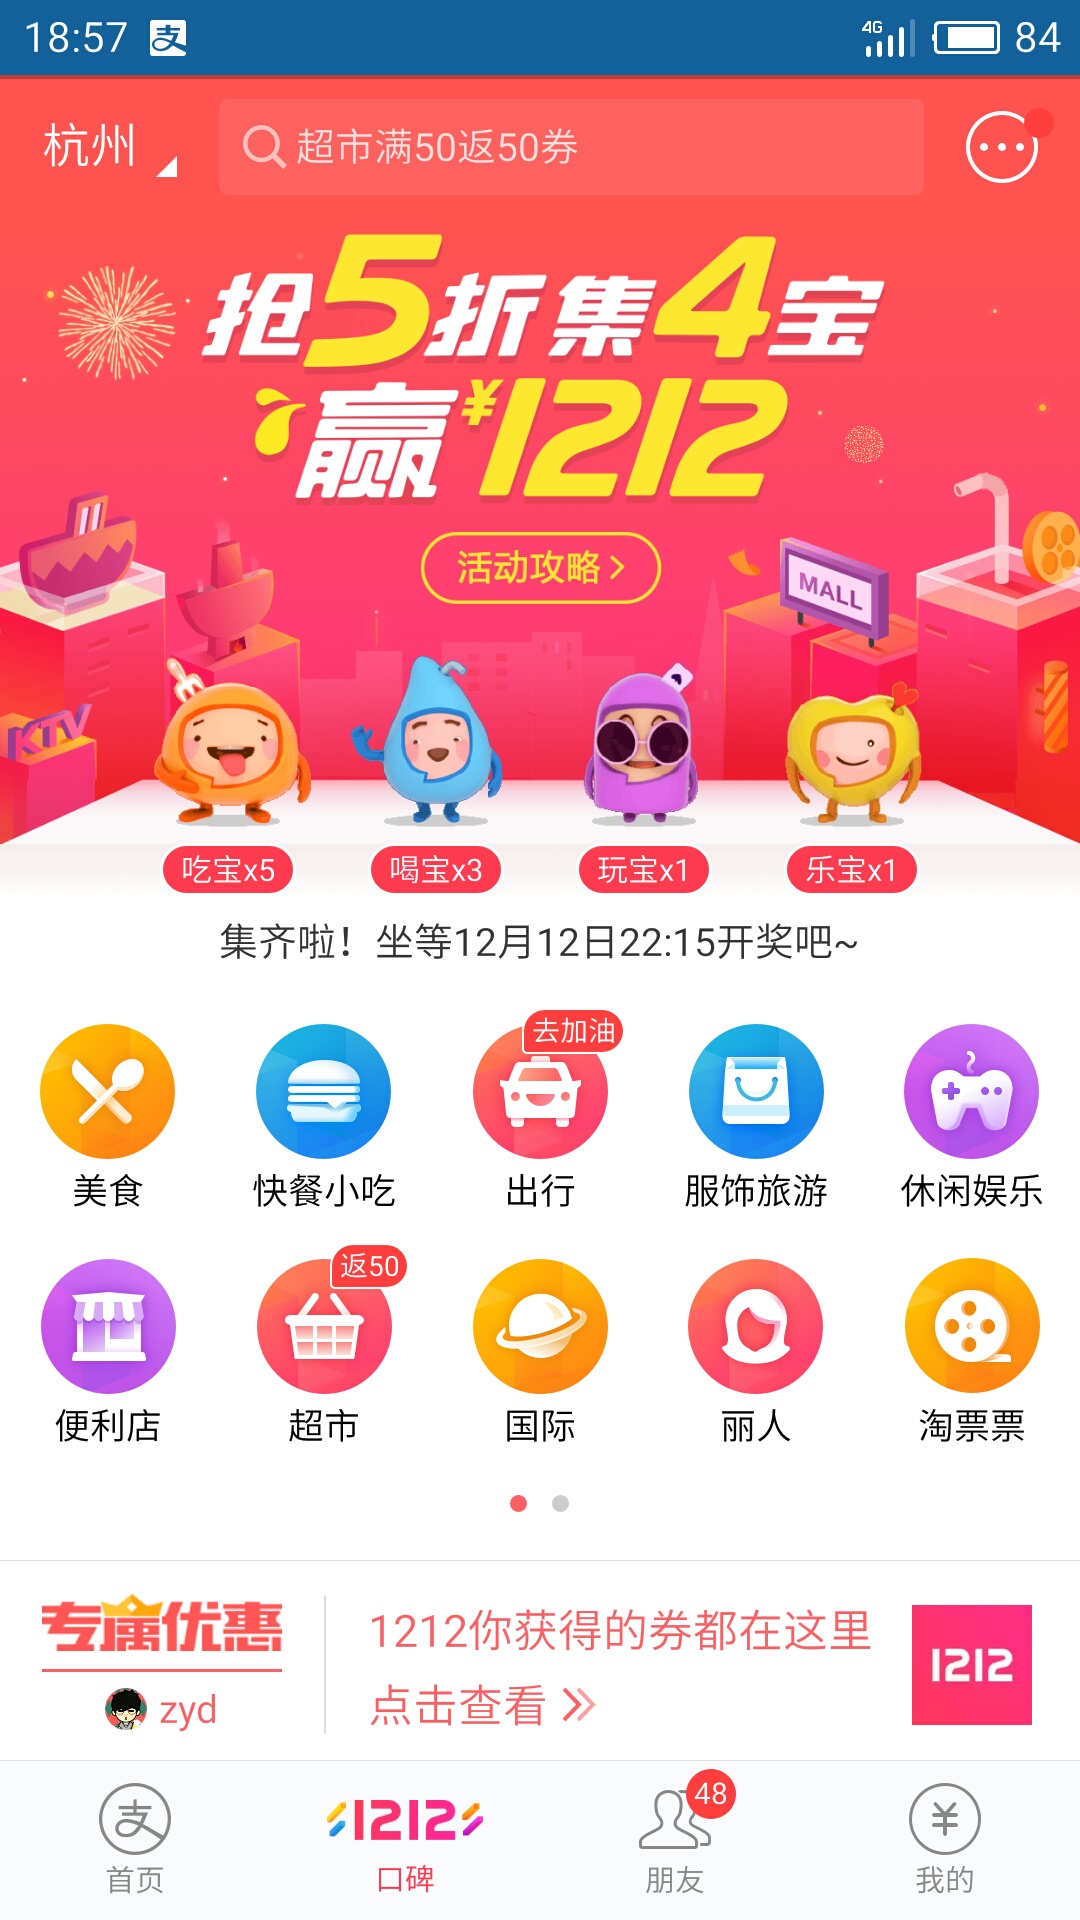 18:57 支 4G 84
杭州 超市满50返50券
抢5折集4宝
赢¥1212
活动攻略>
MALL
KTV
吃宝x5 喝宝x3 玩宝x1 乐宝x1
集齐啦！坐等12月12日22:15开奖吧~
去加油
美食 快餐小吃 出行 服饰旅游 休闲娱乐
返50
便利店 超市 国际 丽人 淘票票
专属优惠
zyd
1212你获得的券都在这里
点击查看
1212
支 1212 48 ¥
首页 口碑 朋友 我的